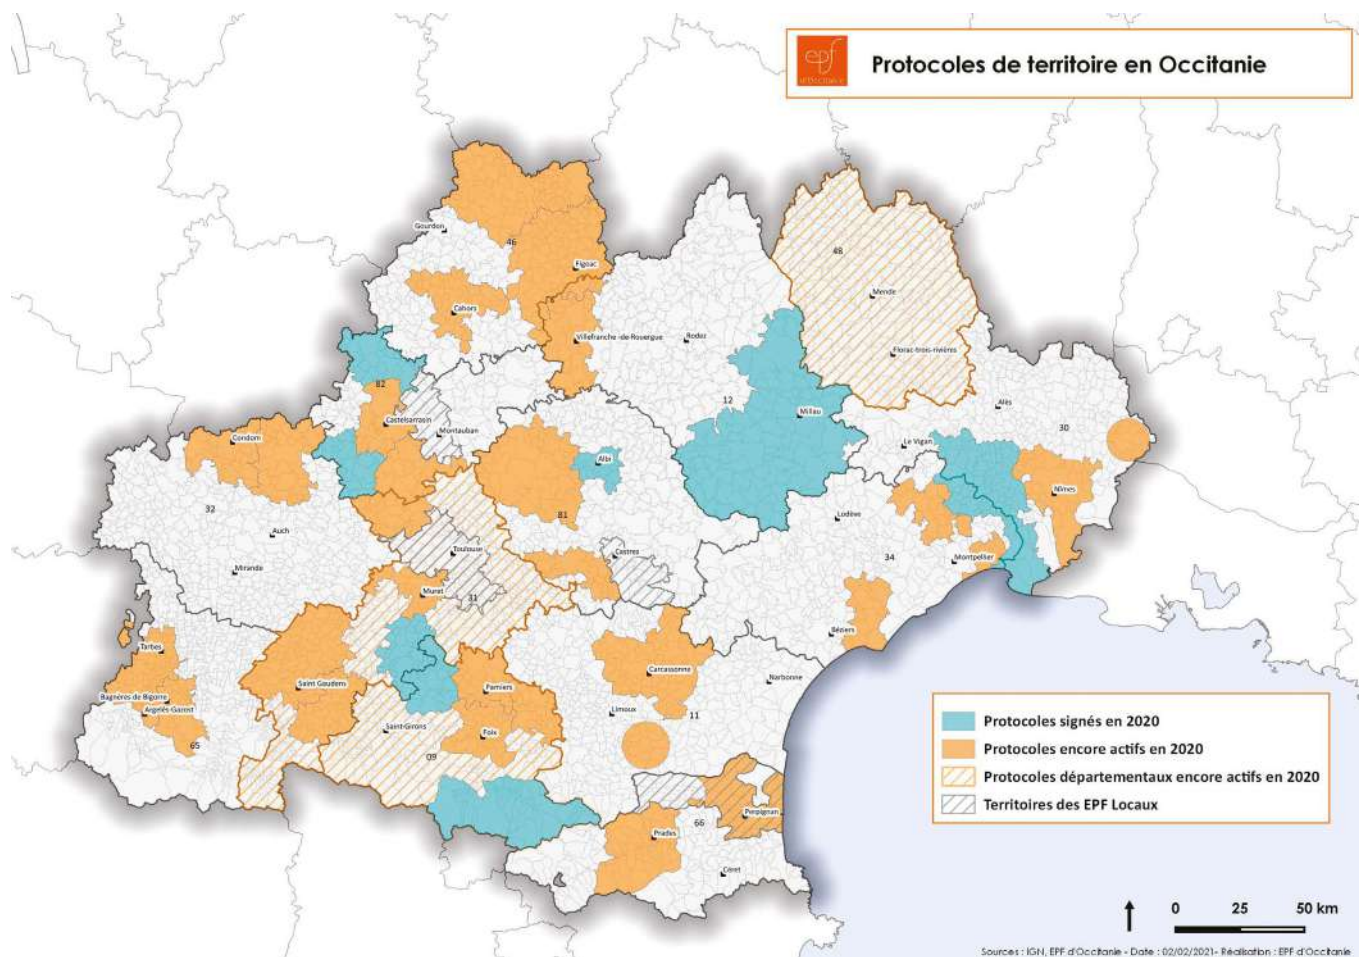 epf
d'Occitanie
Protocoles de territoire en Occitanie
Gourdon
46
Figeac
48
Mende
Cahors
Villefranche -de-Rouergue
Rodez
Florac-trois-rivières
82
12
Millau
Alès
30
Castelsarrasin
Montauban
Condom
Le Vigan
Albi
Nîmes
32
81
Auch
Lodève
Toulouse
Castres
34
Montpellier
Mirande
Muret
31
Béziers
Tarbes
Saint Gaudens
Pamiers
Carcassonne
Narbonne
Bagnères de Bigorre
Argelès-Gazost
Limoux
11
Saint-Girons
Foix
65
09
Perpignan
66
Prades
Céret
Protocoles signés en 2020
Protocoles encore actifs en 2020
Protocoles départementaux encore actifs en 2020
Territoires des EPF Locaux
0 25 50 km
Sources : IGN, EPF d'Occitanie - Date : 02/02/2021- Réalisation : EPF d'Occitanie